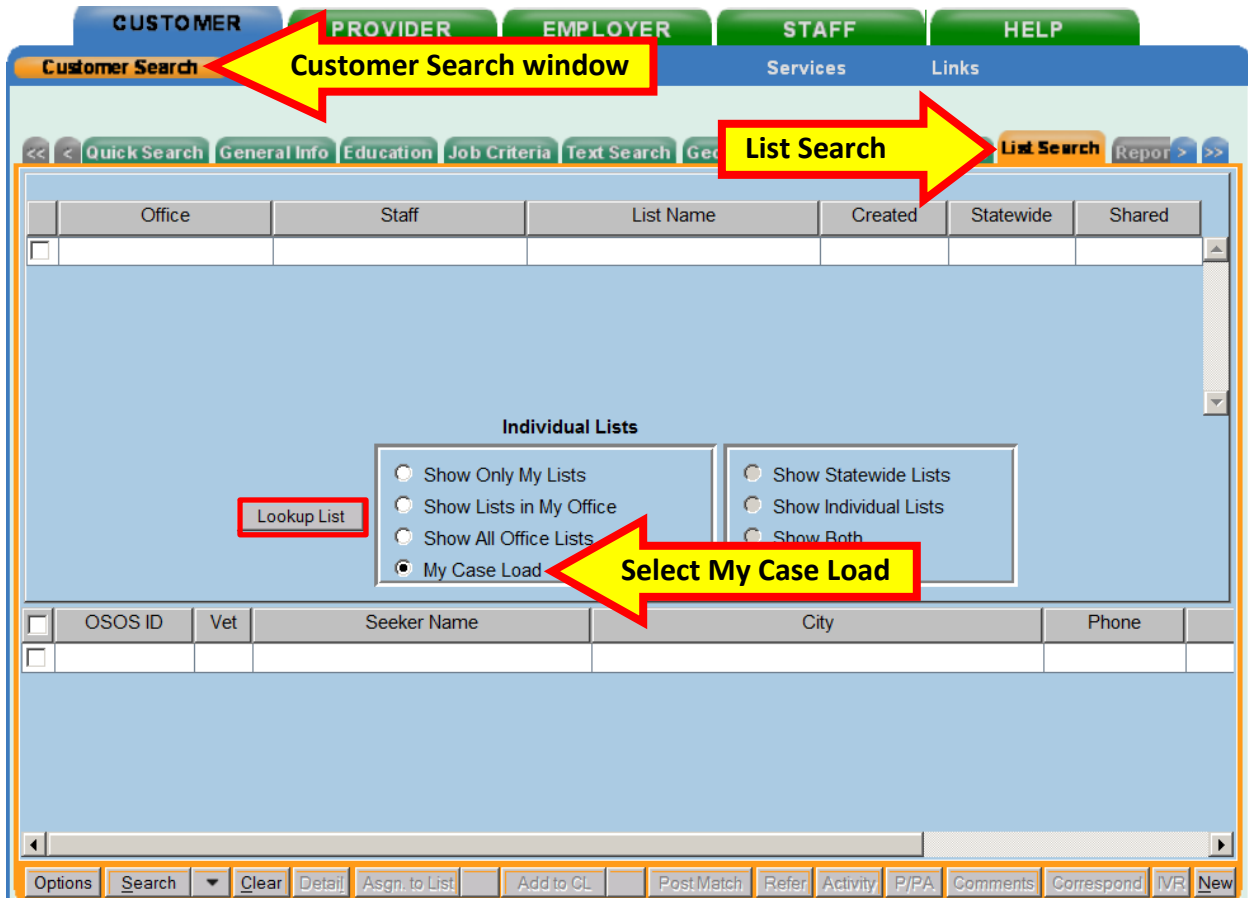 CUSTOMER PROVIDER EMPLOYER STAFF HELP
Customer Search Customer Search window Services Links
<< < Quick Search General Info Education Job Criteria Text Search List Search List Search > >>
Office Staff List Name Created Statewide Shared
Individual Lists
Show Only My Lists Show Statewide Lists
Show Lists in My Office Show Individual Lists
Lookup List
Show All Office Lists Show Both
My Case Load Select My Case Load
OSOS ID Vet Seeker Name City Phone
Options Search Clear Detail Asgn. to List Add to CL Post Match Refer Activity P/PA Comments Correspond IVR New